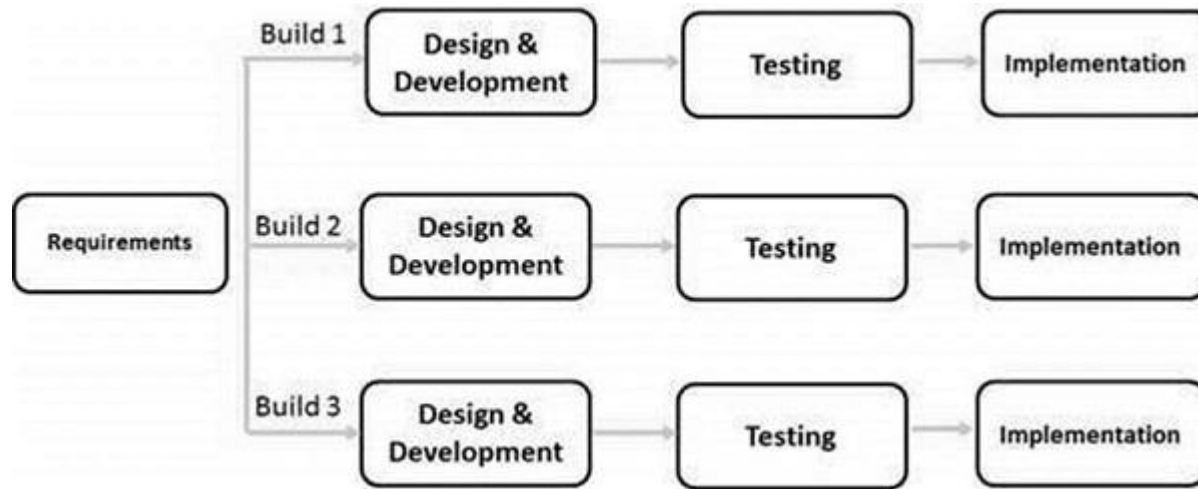 Build 1
Design &
Development
Testing
Implementation
Requirements
Build 2
Design &
Development
Testing
Implementation
Build 3
Design &
Development
Testing
Implementation